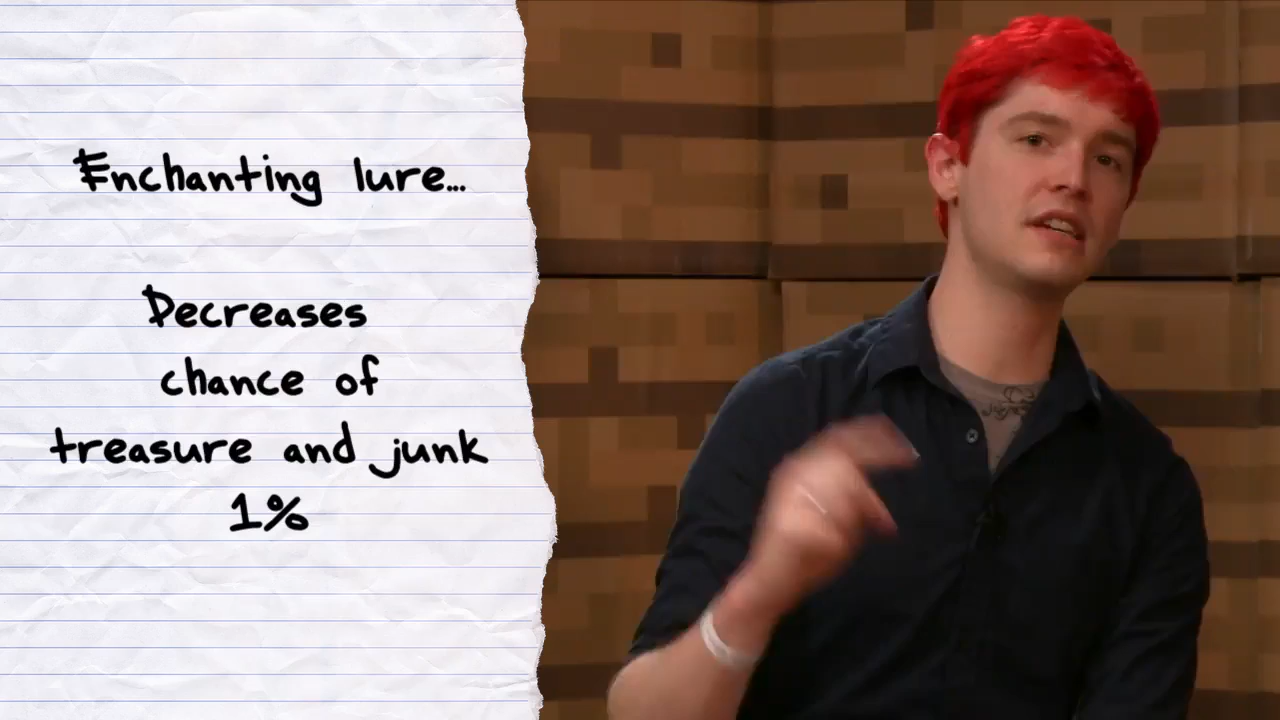 Enchanting lure...
Decreases
chance of
treasure and junk
1%